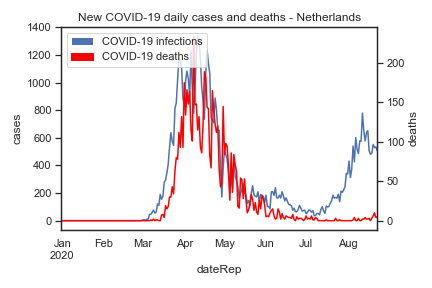 New COVID-19 daily cases and deaths - Netherlands
COVID-19 infections
COVID-19 deaths
1400
1200
1000
800
600
400
200
0
cases
200
150
100
50
0
deaths
Jan Feb Mar Apr May Jun Jul Aug
2020
dateRep